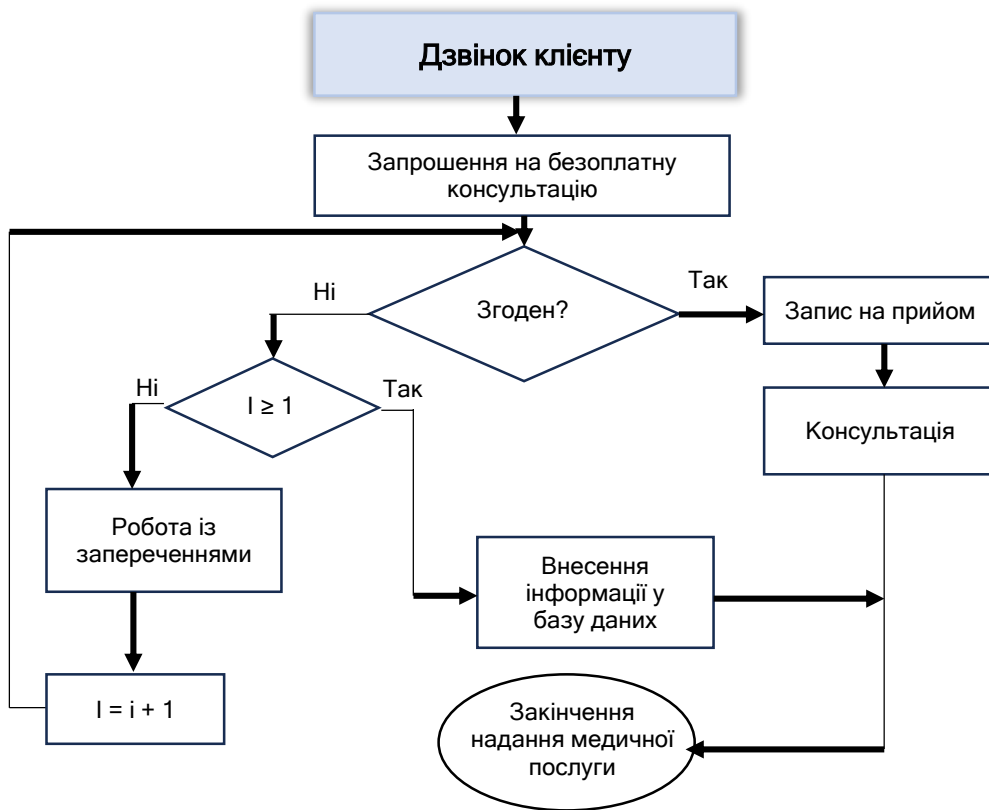 Дзвінок клієнту
Запрошення на безоплатну
консультацію
Згоден?
Ні
Так
Запис на прийом
I ≥ 1
Ні
Так
Консультація
Робота із
запереченнями
Внесення
інформації у
базу даних
I = i + 1
Закінчення
надання медичної
послуги